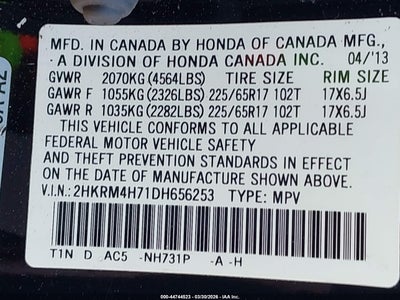 MFD. IN CANADA BY HONDA OF CANADA MFG.,
· A DIVISION OF HONDA CANADA INC. 04/'13
GVWR 2070KG (4564LBS) TIRE SIZE RIM SIZE
GAWR F 1055KG (2326LBS) 225/65R17 102T 17X6.5J
GAWR R 1035KG (2282LBS) 225/65R17 102T 17X6.5J
THIS VEHICLE CONFORMS TO ALL APPLICABLE
FEDERAL MOTOR VEHICLE SAFETY
AND THEFT PREVENTION STANDARDS IN EFFECT
ON THE DATE OF MANUFACTURE SHOWN ABOVE.
V.I.N.: 2HKRM4H71DH656253 TYPE: MPV
T1N D AC5 -NH731P -A -H
000-44744523 - 03/30/2026 - IAA Inc.